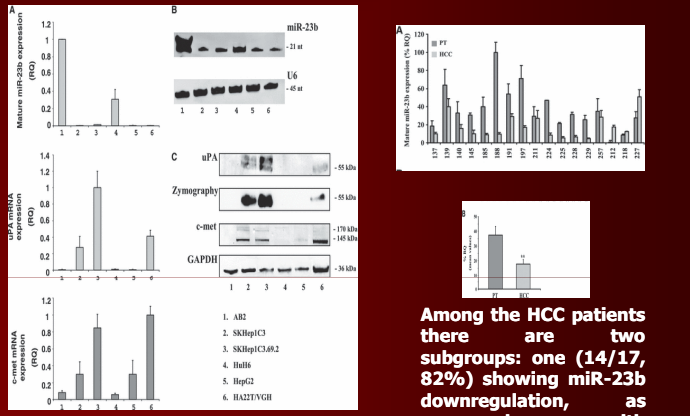 A
Mature miR-23b expression
(RQ)
1.2
1
0.8
0.6
0.4
0.2
0
1 2 3 4 5 6
uPA mRNA
expression
(RQ)
1.4
1.2
0.8
0.4
0
1 2 3 4 5 6
c-met mRNA
expression
(RQ)
1.2
1
0.8
0.6
0.4
0.2
0
1 2 3 4 5 6
B
miR-23b
- 21 nt
U6
- 45 nt
1 2 3 4 5 6
C
uPA
- 55 kDa
Zymography
- 55 kDa
c-met
- 170 kDa
- 145 kDa
GAPDH
- 36 kDa
1 2 3 4 5 6
1. AB2
2. SKHep1C3
3. SKHep1C3.69.2
4. HuH6
5. HepG2
6. HA22T/VGH
A
Mature miR-23b expression (% RQ)
120
100
80
60
40
20
0
PT
HCC
137 139 140 145 185 188 191 197 211 224 225 228 229 257 212 218 227
B
% RQ
50
40
30
20
10
0
**
PT HCC
Among the HCC patients
there are two
subgroups: one (14/17,
82%) showing miR-23b
downregulation, as